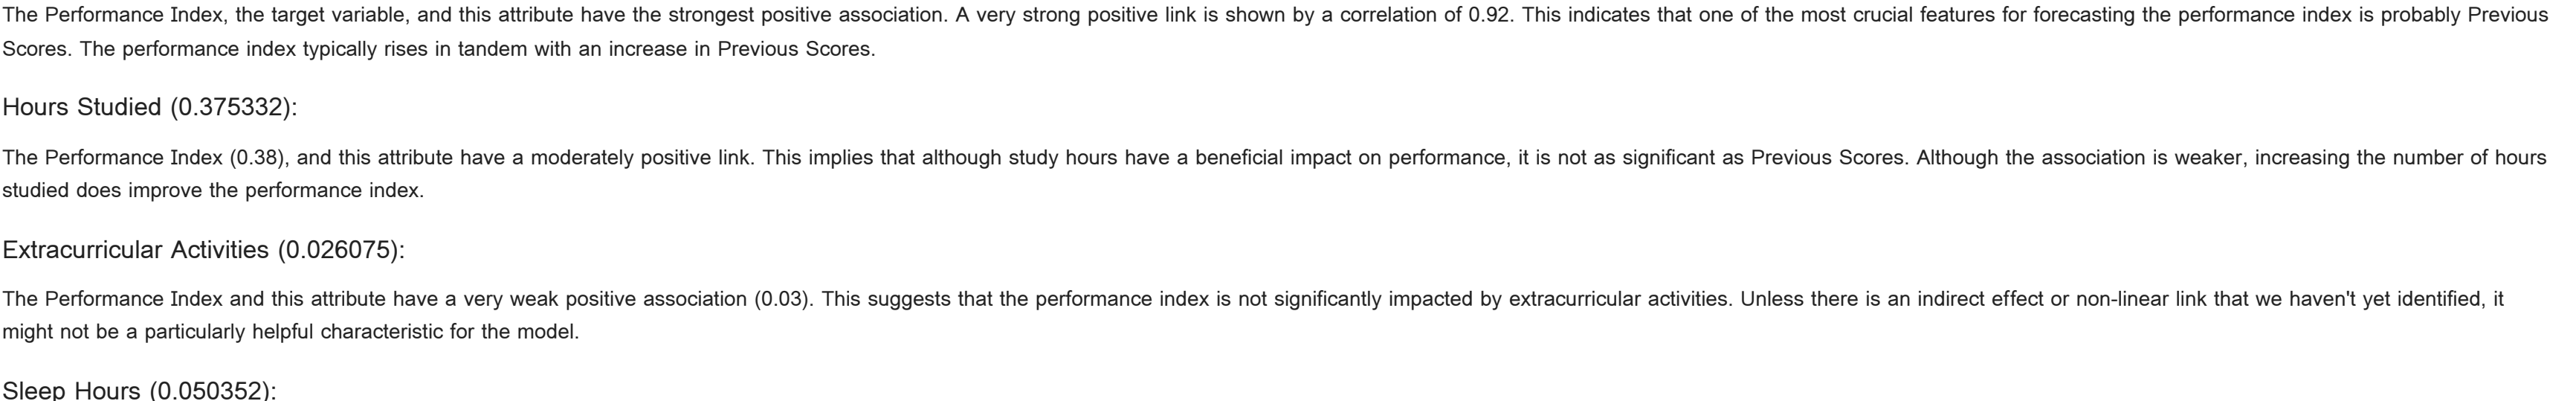 The Performance Index, the target variable, and this attribute have the strongest positive association. A very strong positive link is shown by a correlation of 0.92. This indicates that one of the most crucial features for forecasting the performance index is probably Previous
Scores. The performance index typically rises in tandem with an increase in Previous Scores.
Hours Studied (0.375332):
The Performance Index (0.38), and this attribute have a moderately positive link. This implies that although study hours have a beneficial impact on performance, it is not as significant as Previous Scores. Although the association is weaker, increasing the number of hours
studied does improve the performance index.
Extracurricular Activities (0.026075):
The Performance Index and this attribute have a very weak positive association (0.03). This suggests that the performance index is not significantly impacted by extracurricular activities. Unless there is an indirect effect or non-linear link that we haven't yet identified, it
might not be a particularly helpful characteristic for the model.
Sleep Hours (0.050352):